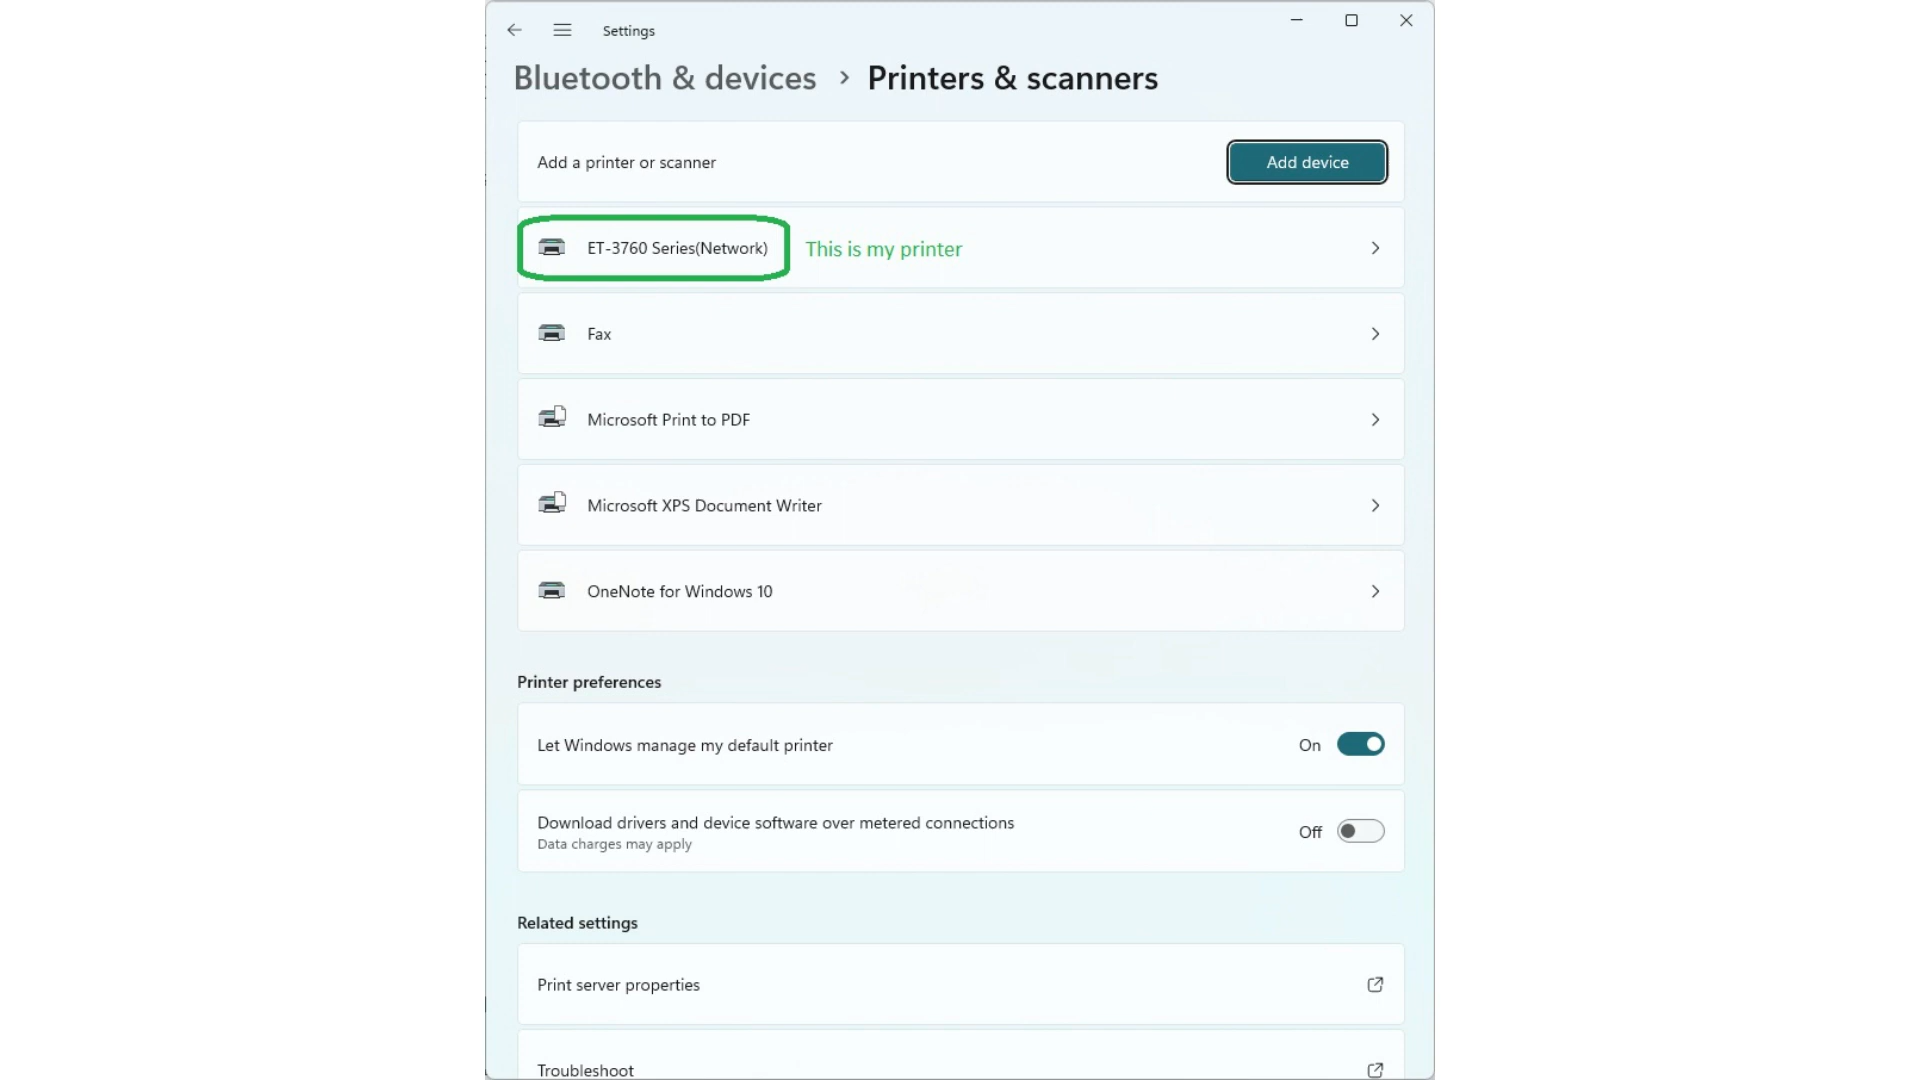 Settings
Bluetooth & devices > Printers & scanners
Add a printer or scanner
Add device
ET-3760 Series(Network)
This is my printer
Fax
Microsoft Print to PDF
Microsoft XPS Document Writer
OneNote for Windows 10
Printer preferences
Let Windows manage my default printer
On
Download drivers and device software over metered connections
Data charges may apply
Off
Related settings
Print server properties
Troubleshoot